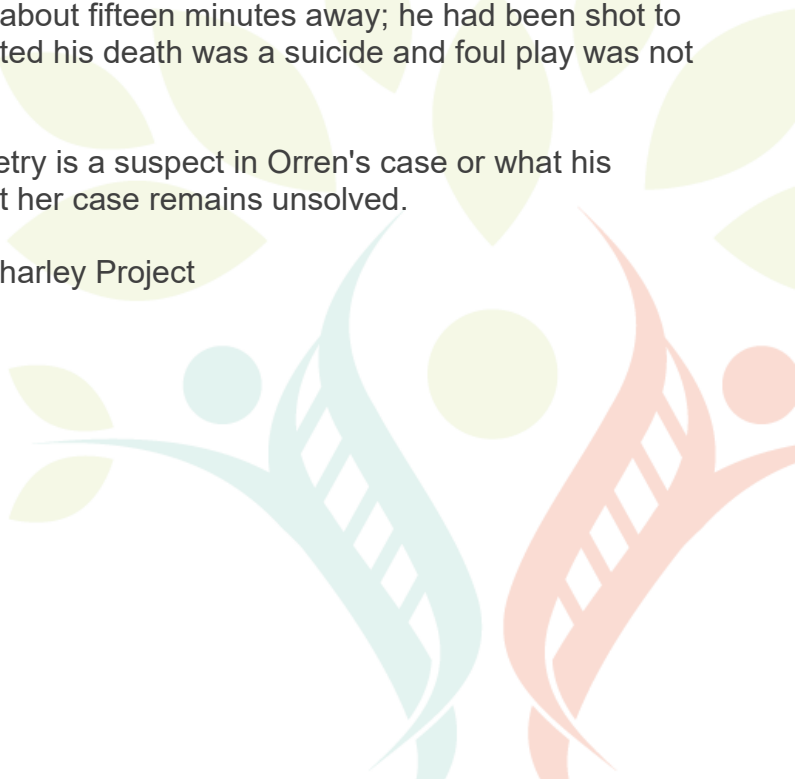 about fifteen minutes away; he had been shot to
ted his death was a suicide and foul play was not
etry is a suspect in Orren's case or what his
t her case remains unsolved.
harley Project